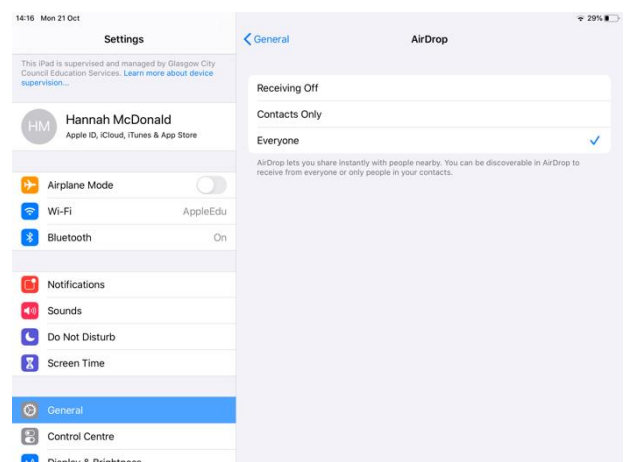 14:16 Mon 21 Oct
29%
Settings
This iPad is supervised and managed by Glasgow City
Council Education Services. Learn more about device
supervision...
HM
Hannah McDonald
Apple ID, iCloud, iTunes & App Store
Airplane Mode
Wi-Fi AppleEdu
Bluetooth On
Notifications
Sounds
Do Not Disturb
Screen Time
General
Control Centre
Display & Brightness
General
AirDrop
Receiving Off
Contacts Only
Everyone
AirDrop lets you share instantly with people nearby. You can be discoverable in AirDrop to
receive from everyone or only people in your contacts.